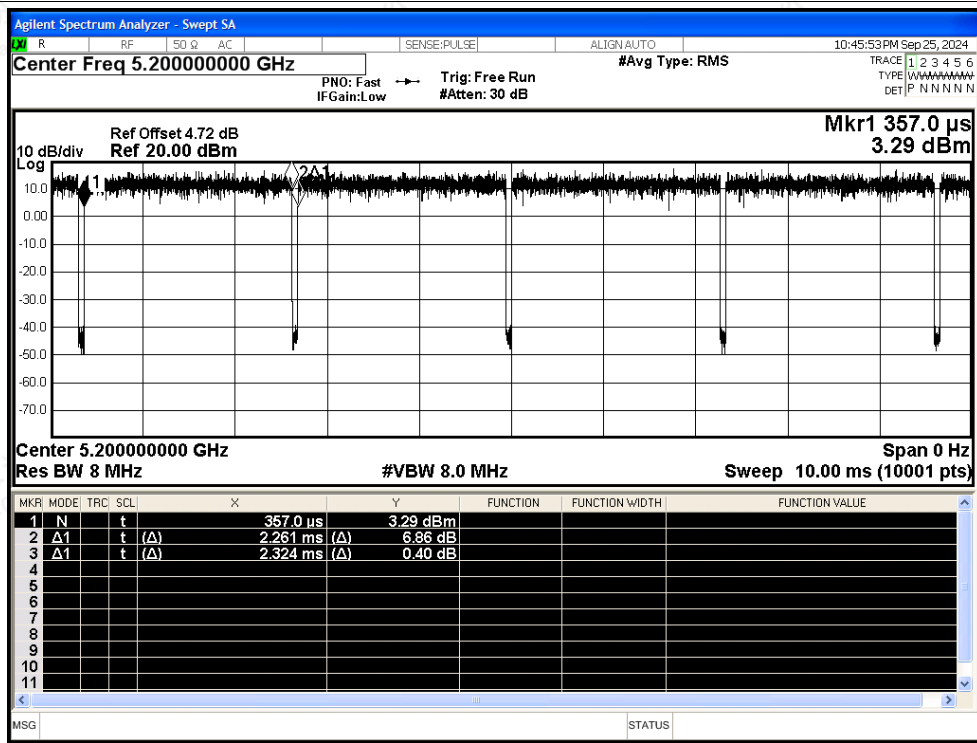 Agilent Spectrum Analyzer - Swept SA
LXI R RF 50 Ω AC SENSE:PULSE ALIGN AUTO 10:45:53 PM Sep 25, 2024
Center Freq 5.200000000 GHz #Avg Type: RMS TRACE 1 2 3 4 5 6
PNO: Fast Trig: Free Run TYPE
IFGain:Low #Atten: 30 dB DET P N N N N N
Mkr1 357.0 µs
Ref Offset 4.72 dB
10 dB/div Ref 20.00 dBm 3.29 dBm
Log
1 2Δ1
10.0
0.00
-10.0
-20.0
-30.0
-40.0
-50.0
-60.0
-70.0
Center 5.200000000 GHz Span 0 Hz
Res BW 8 MHz #VBW 8.0 MHz Sweep 10.00 ms (10001 pts)
MKR MODE TRC SCL X Y FUNCTION FUNCTION WIDTH FUNCTION VALUE
1 N t 357.0 µs 3.29 dBm
2 Δ1 t (Δ) 2.261 ms (Δ) 6.86 dB
3 Δ1 t (Δ) 2.324 ms (Δ) 0.40 dB
4
5
6
7
8
9
10
11
MSG STATUS